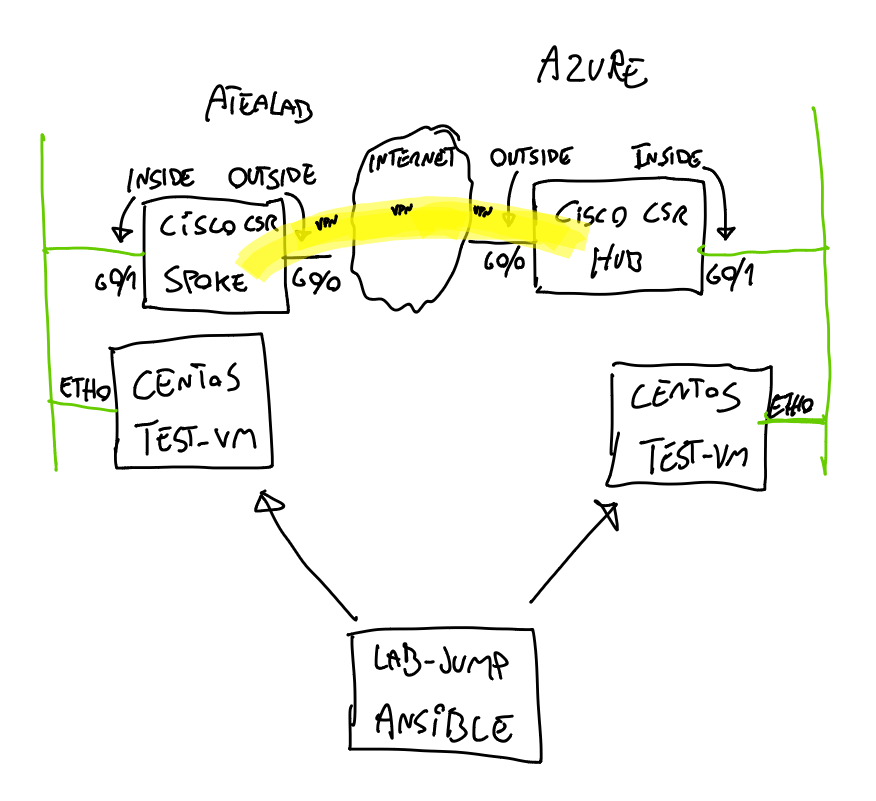 AZURE
ATEALAB
INTERNET
OUTSIDE
INSIDE
INSIDE
OUTSIDE
VPN
VPN
VPN
CISCO CSR
SPOKE
CISCO CSR
HUB
G0/1
G0/0
G0/0
G0/1
ETH0
CENTOS
TEST-VM
CENTOS
TEST-VM
ETH0
LAB-JUMP
ANSIBLE